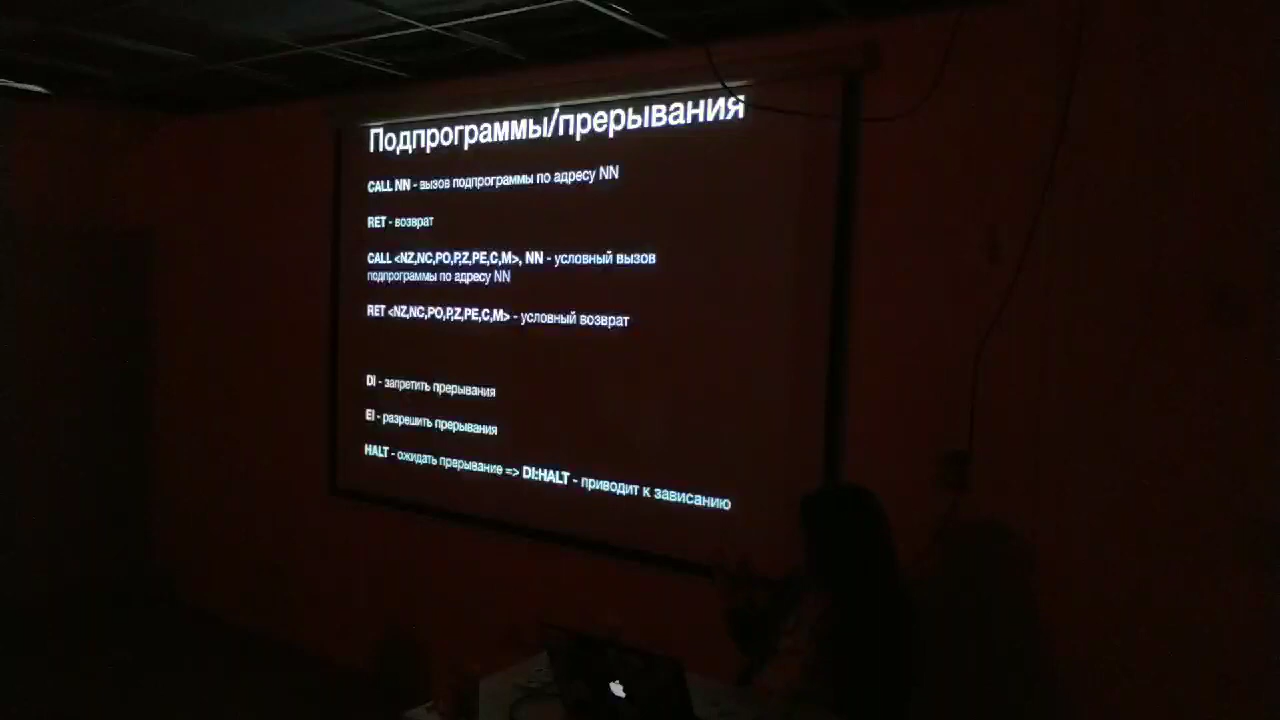 Подпрограммы/прерывания
CALL NN - вызов подпрограммы по адресу NN
RET - возврат
CALL <NZ,NC,PO,P,Z,PE,C,M>, NN - условный вызов
подпрограммы по адресу NN
RET <NZ,NC,PO,P,Z,PE,C,M> - условный возврат
DI - запретить прерывания
EI - разрешить прерывания
HALT - ожидать прерывание => DI:HALT - приводит к зависанию